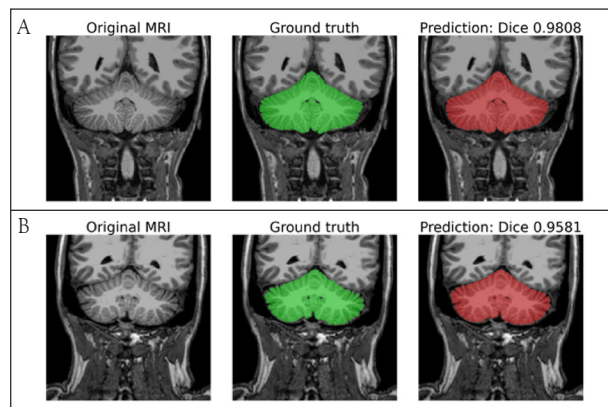 A
Original MRI Ground truth Prediction: Dice 0.9808
B
Original MRI Ground truth Prediction: Dice 0.9581